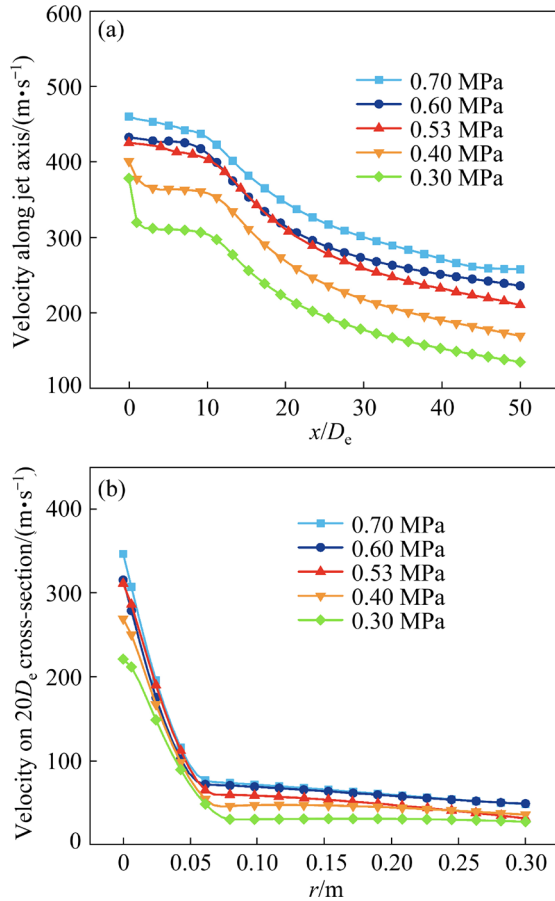 (a)
600
500
400
300
200
100
Velocity along jet axis/(m•s⁻¹)
0.70 MPa
0.60 MPa
0.53 MPa
0.40 MPa
0.30 MPa
0 10 20 30 40 50
x/Dₑ
(b)
400
300
200
100
0
Velocity on 20Dₑ cross-section/(m•s⁻¹)
0.70 MPa
0.60 MPa
0.53 MPa
0.40 MPa
0.30 MPa
0 0.05 0.10 0.15 0.20 0.25 0.30
r/m